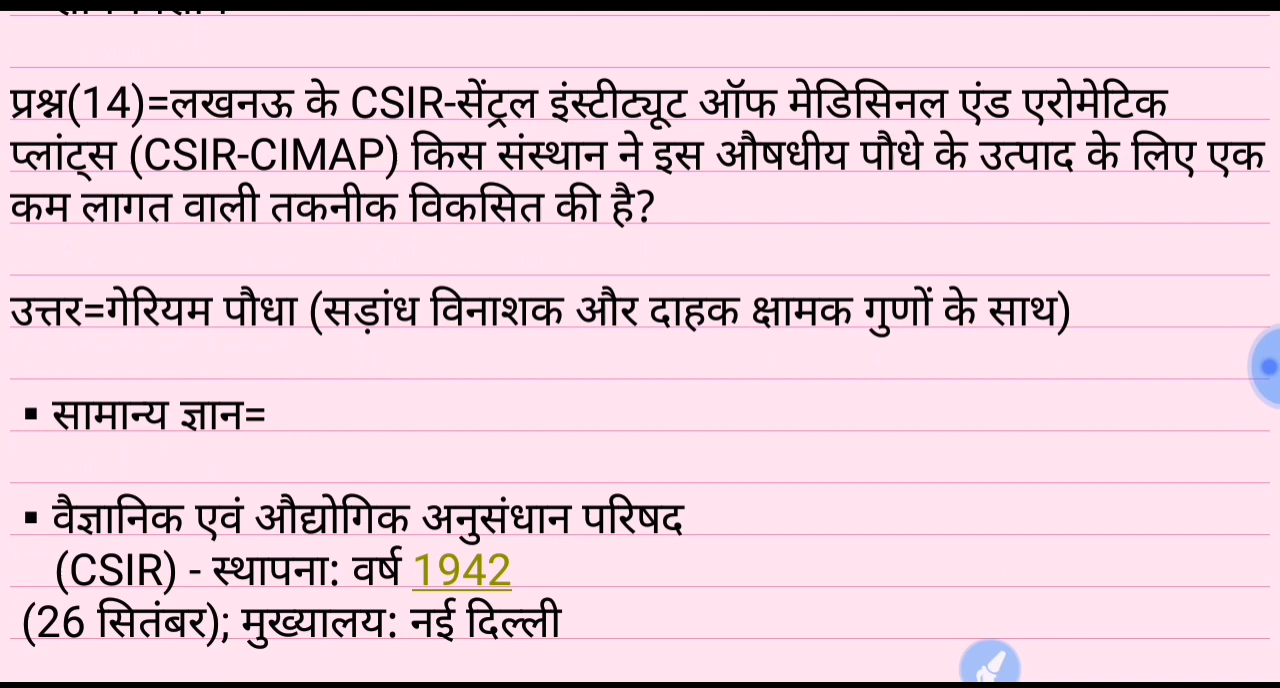 प्रश्न(14)=लखनऊ के CSIR-सेंट्रल इंस्टीट्यूट ऑफ मेडिसिनल एंड एरोमेटिक
प्लांट्स (CSIR-CIMAP) किस संस्थान ने इस औषधीय पौधे के उत्पाद के लिए एक
कम लागत वाली तकनीक विकसित की है?
उत्तर=गेरियम पौधा (सड़ांध विनाशक और दाहक क्षामक गुणों के साथ)
▪ सामान्य ज्ञान=
▪ वैज्ञानिक एवं औद्योगिक अनुसंधान परिषद
(CSIR) - स्थापना: वर्ष 1942
(26 सितंबर); मुख्यालय: नई दिल्ली